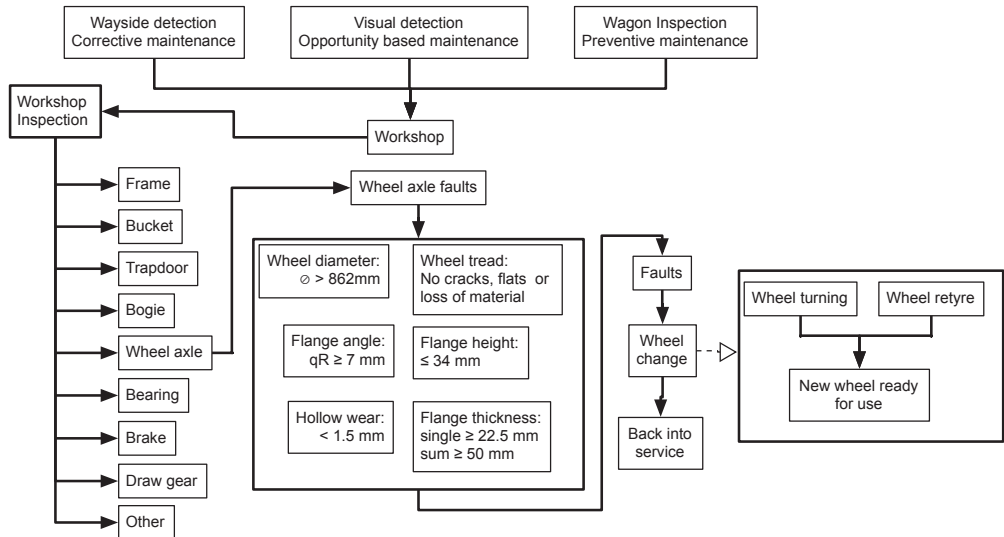 Wayside detection
Corrective maintenance
Visual detection
Opportunity based maintenance
Wagon Inspection
Preventive maintenance
Workshop
Inspection
Workshop
Frame
Bucket
Trapdoor
Bogie
Wheel axle
Bearing
Brake
Draw gear
Other
Wheel axle faults
Wheel diameter:
⌀ > 862mm
Wheel tread:
No cracks, flats or
loss of material
Flange angle:
qR ≥ 7 mm
Flange height:
≤ 34 mm
Hollow wear:
< 1.5 mm
Flange thickness:
single ≥ 22.5 mm
sum ≥ 50 mm
Faults
Wheel
change
Back into
service
Wheel turning
Wheel retyre
New wheel ready
for use